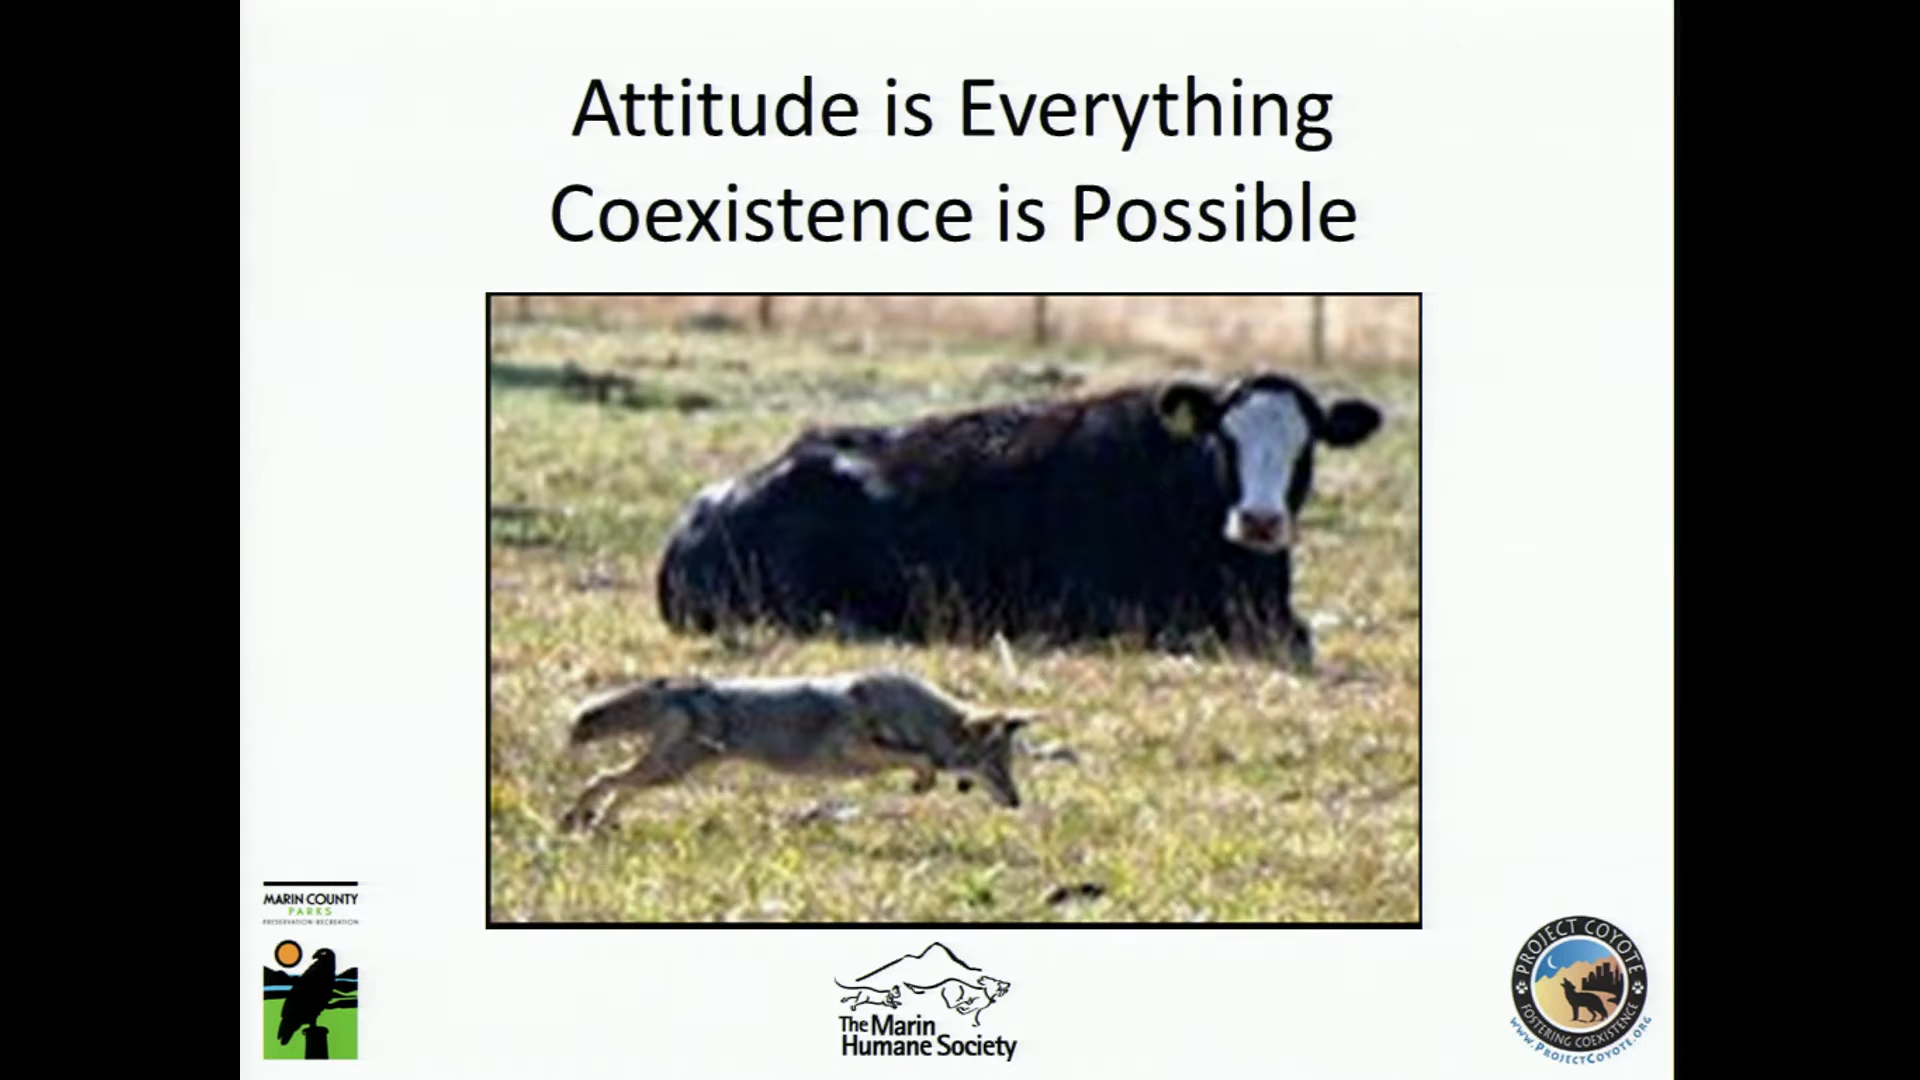 Attitude is Everything
Coexistence is Possible
MARIN COUNTY
PARKS
PRESERVATION·RECREATION
The Marin
Humane Society
PROJECT COYOTE
FOSTERING COEXISTENCE
WWW.PROJECTCOYOTE.ORG